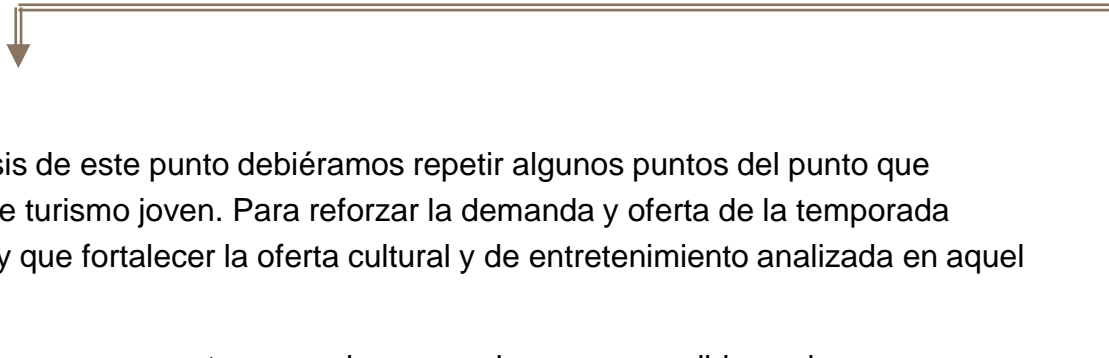 sis de este punto debiéramos repetir algunos puntos del punto que
e turismo joven. Para reforzar la demanda y oferta de la temporada
y que fortalecer la oferta cultural y de entretenimiento analizada en aquel